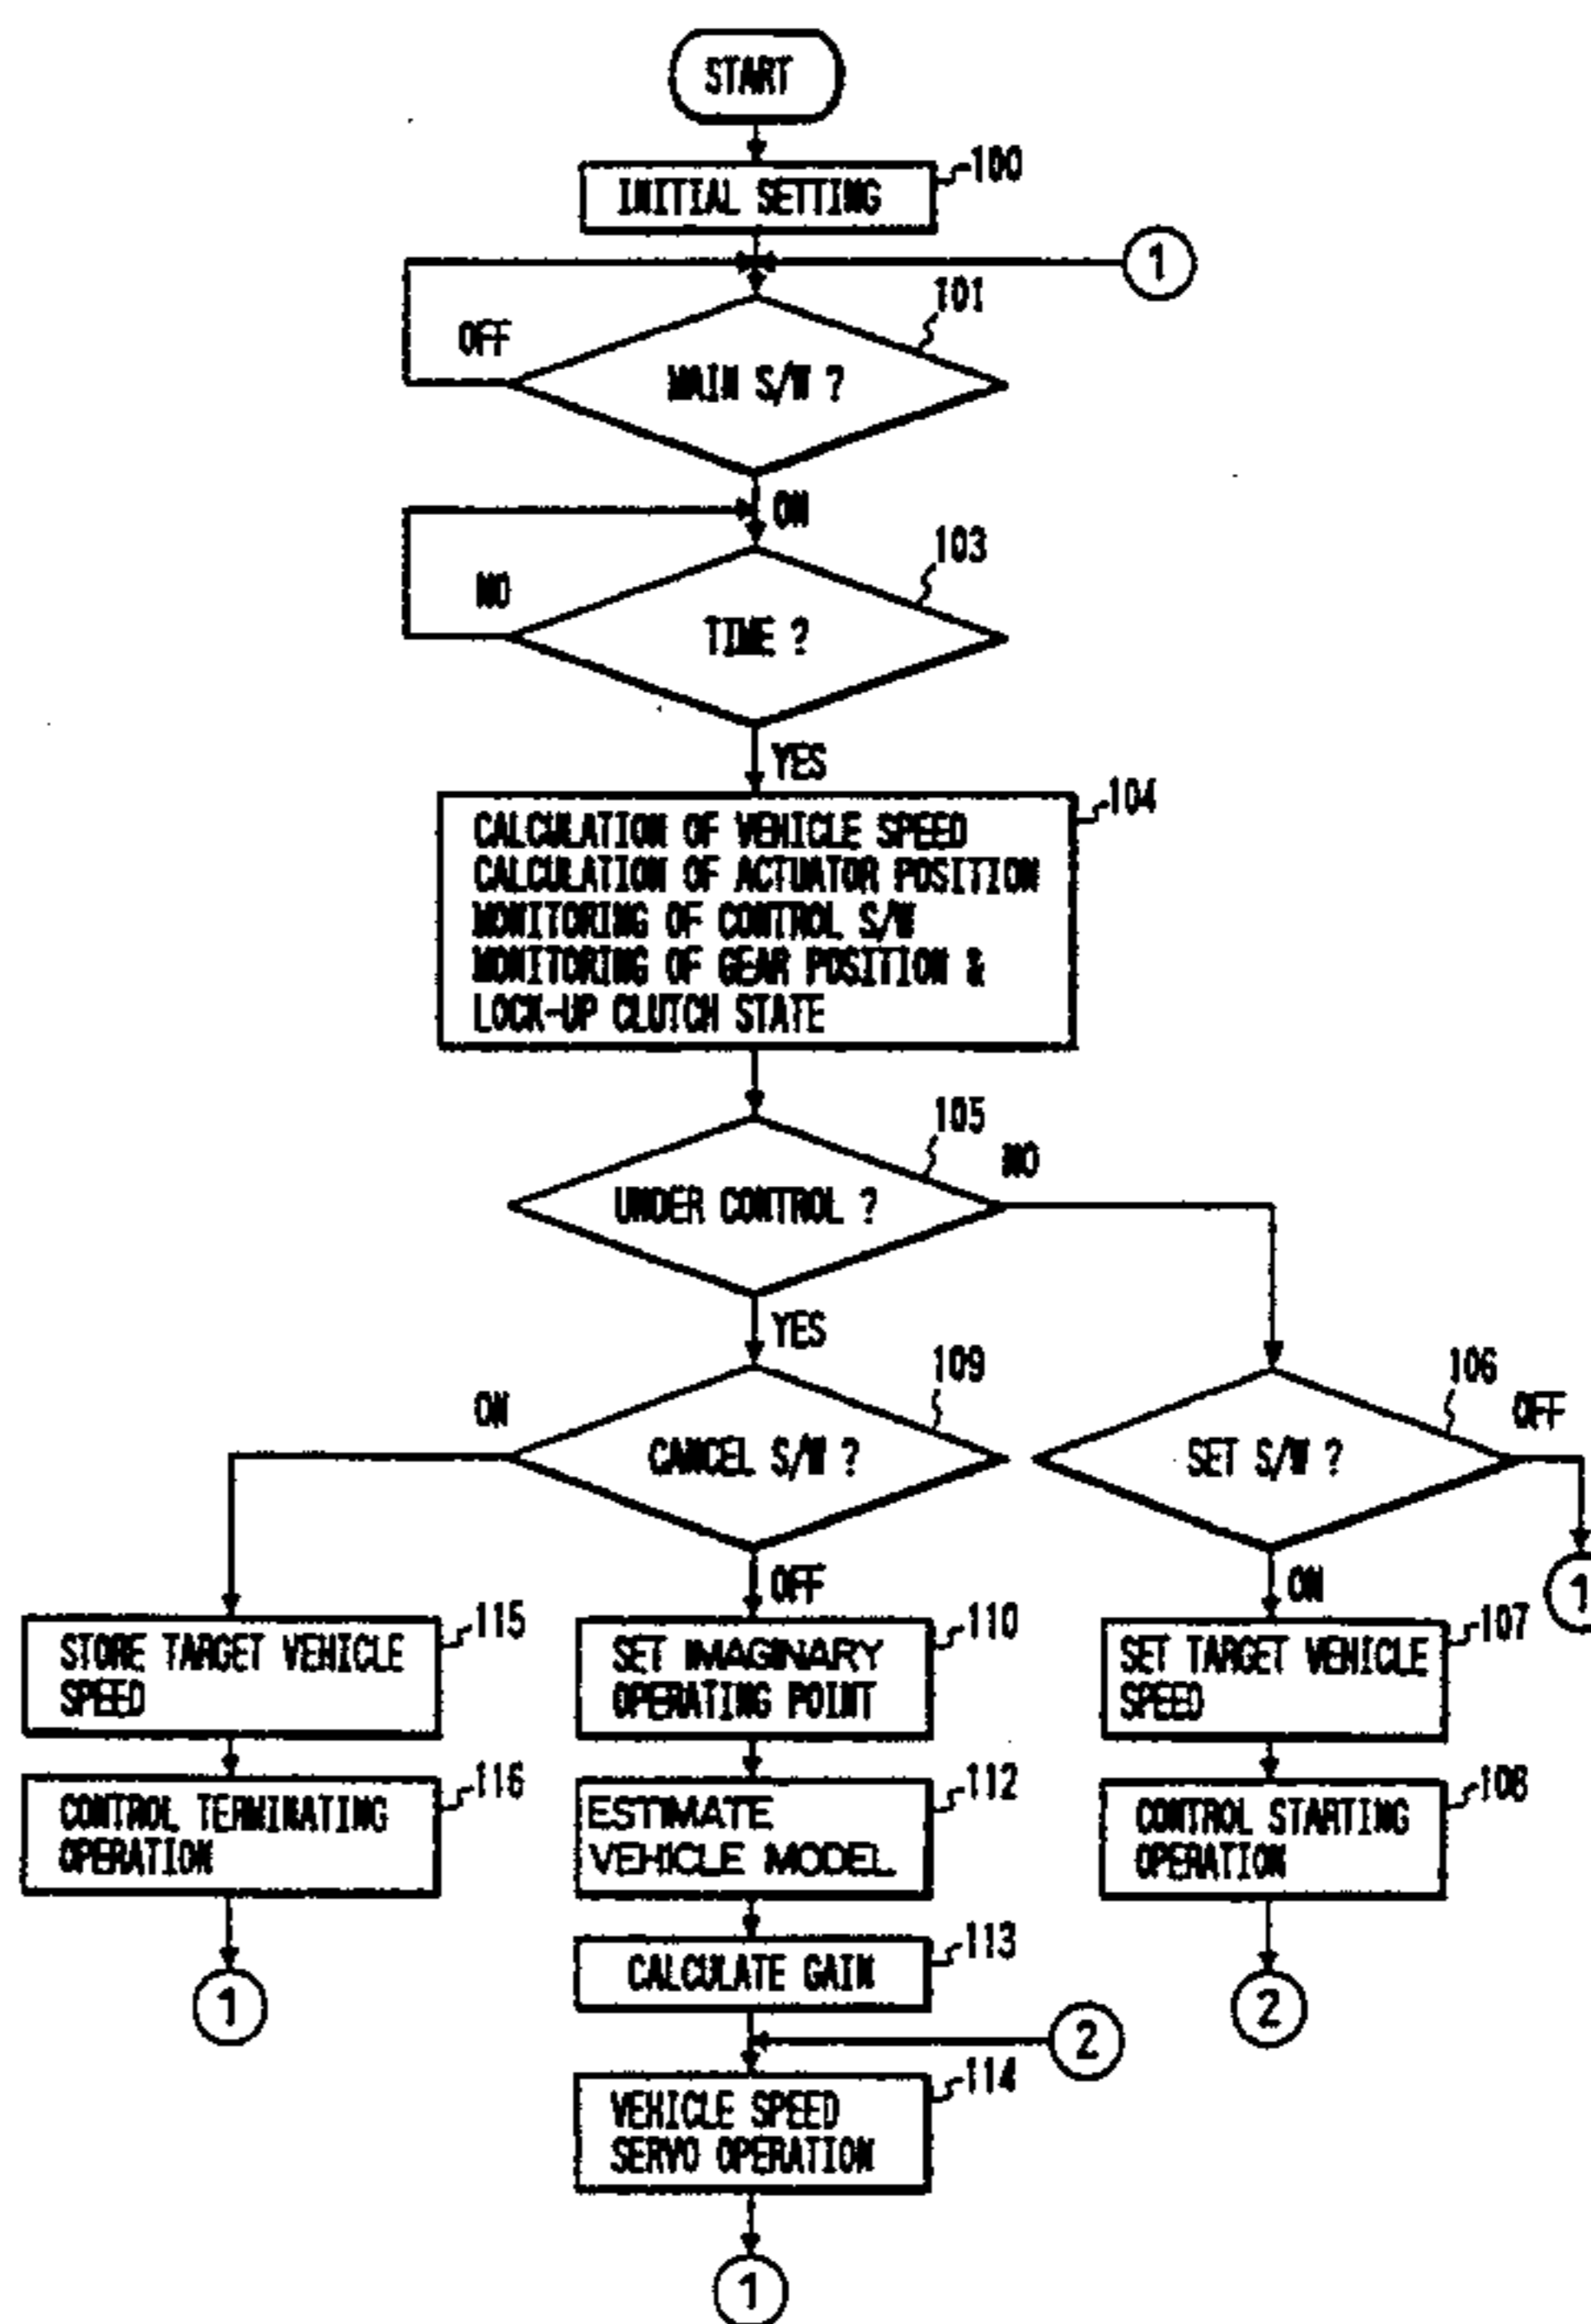 START
INITIAL SETTING
100
1
101
OFF
MAIN S/W ?
ON
103
NO
TIME ?
YES
104
CALCULATION OF VEHICLE SPEED
CALCULATION OF ACTUATOR POSITION
MONITORING OF CONTROL S/W
MONITORING OF GEAR POSITION &
LOCK-UP CLUTCH STATE
105
NO
UNDER CONTROL ?
YES
109
106
ON
OFF
CANCEL S/W ?
SET S/W ?
OFF
ON
1
115
STORE TARGET VEHICLE
SPEED
110
SET IMAGINARY
OPERATING POINT
107
SET TARGET VEHICLE
SPEED
116
CONTROL TERMINATING
OPERATION
112
ESTIMATE
VEHICLE MODEL
108
CONTROL STARTING
OPERATION
113
CALCULATE GAIN
1
2
2
114
VEHICLE SPEED
SERVO OPERATION
1